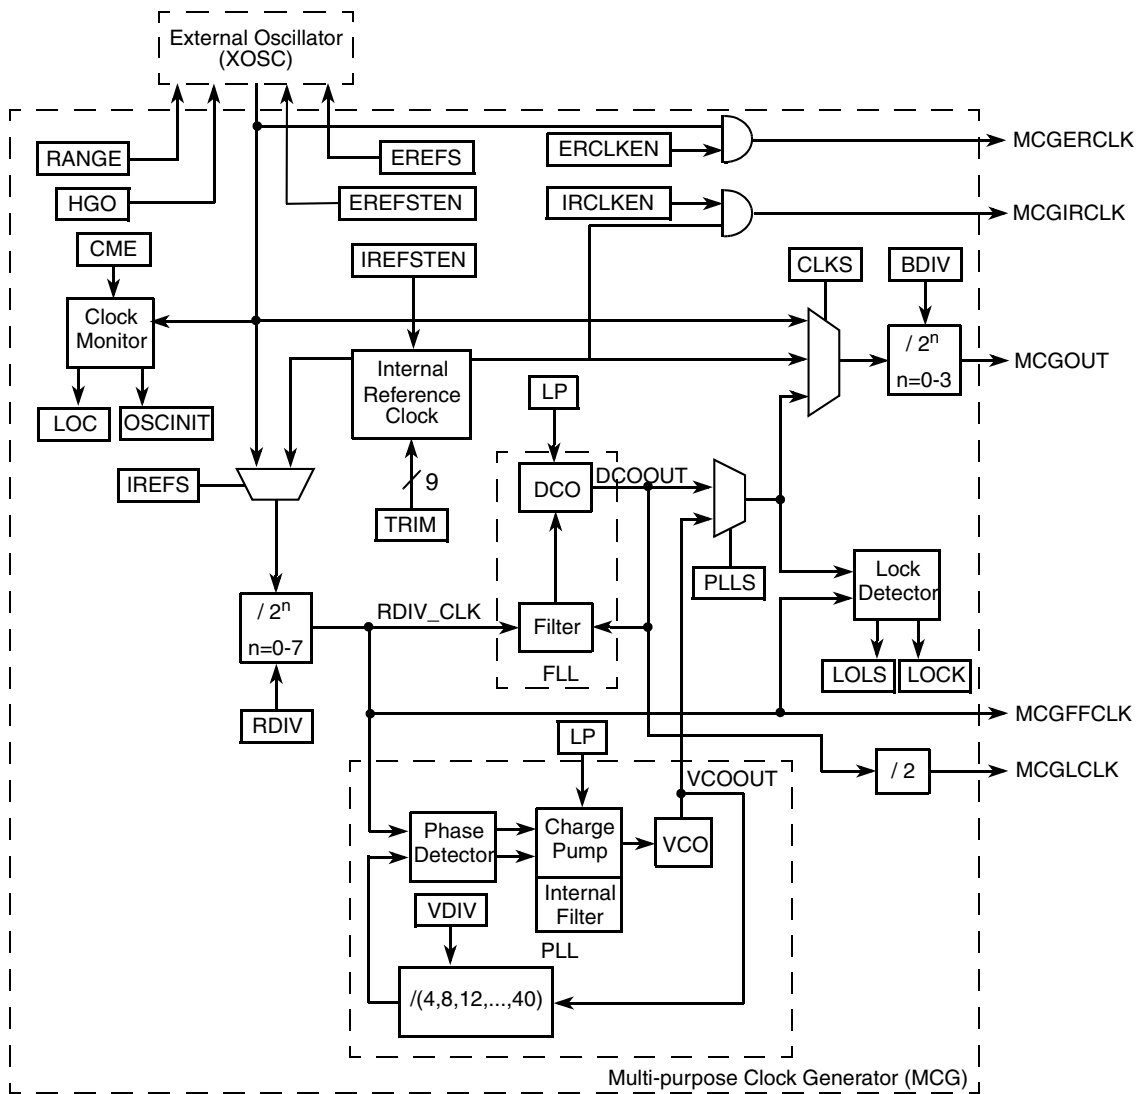 External Oscillator
(XOSC)
RANGE
EREFS
ERCLKEN
MCGERCLK
HGO
EREFSTEN
IRCLKEN
MCGIRCLK
CME
IREFSTEN
CLKS
BDIV
Clock
Monitor
/ 2n
n=0-3
MCGOUT
Internal
Reference
Clock
LP
LOC
OSCINIT
IREFS
9
TRIM
DCO
DCOOUT
PLLS
Lock
Detector
/ 2n
n=0-7
RDIV_CLK
Filter
FLL
LOLS
LOCK
RDIV
MCGFFCLK
LP
/ 2
MCGLCLK
VCOOUT
Phase
Detector
Charge
Pump
VCO
Internal
Filter
VDIV
PLL
/(4,8,12,...,40)
Multi-purpose Clock Generator (MCG)